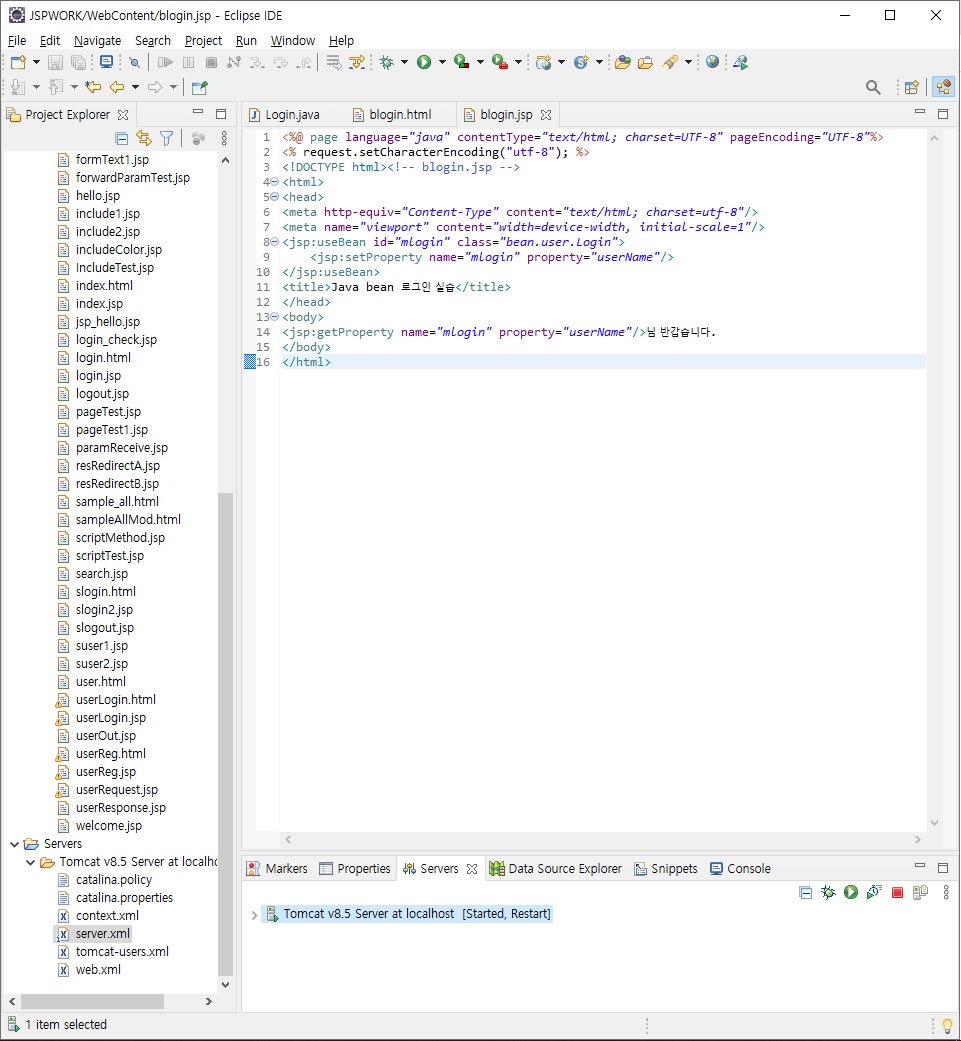 JSPWORK/WebContent/blogin.jsp - Eclipse IDE
File Edit Navigate Search Project Run Window Help
Project Explorer
formText1.jsp
forwardParamTest.jsp
hello.jsp
include1.jsp
include2.jsp
includeColor.jsp
IncludeTest.jsp
index.html
index.jsp
jsp_hello.jsp
login_check.jsp
login.html
login.jsp
logout.jsp
pageTest.jsp
pageTest1.jsp
paramReceive.jsp
resRedirectA.jsp
resRedirectB.jsp
sample_all.html
sampleAllMod.html
scriptMethod.jsp
scriptTest.jsp
search.jsp
slogin.html
slogin2.jsp
slogout.jsp
suser1.jsp
suser2.jsp
user.html
userLogin.html
userLogin.jsp
userOut.jsp
userReg.html
userReg.jsp
userRequest.jsp
userResponse.jsp
welcome.jsp
Servers
Tomcat v8.5 Server at localho
catalina.policy
catalina.properties
context.xml
server.xml
tomcat-users.xml
web.xml
Login.java blogin.html blogin.jsp
1 <%@ page language="java" contentType="text/html; charset=UTF-8" pageEncoding="UTF-8"%>
2 <% request.setCharacterEncoding("utf-8"); %>
3 <!DOCTYPE html><!-- blogin.jsp -->
4 <html>
5 <head>
6 <meta http-equiv="Content-Type" content="text/html; charset=utf-8"/>
7 <meta name="viewport" content="width=device-width, initial-scale=1"/>
8 <jsp:useBean id="mlogin" class="bean.user.Login">
9 <jsp:setProperty name="mlogin" property="userName"/>
10 </jsp:useBean>
11 <title>Java bean 로그인 실습</title>
12 </head>
13 <body>
14 <jsp:getProperty name="mlogin" property="userName"/>님 반갑습니다.
15 </body>
16 </html>
Markers Properties Servers Data Source Explorer Snippets Console
Tomcat v8.5 Server at localhost [Started, Restart]
1 item selected